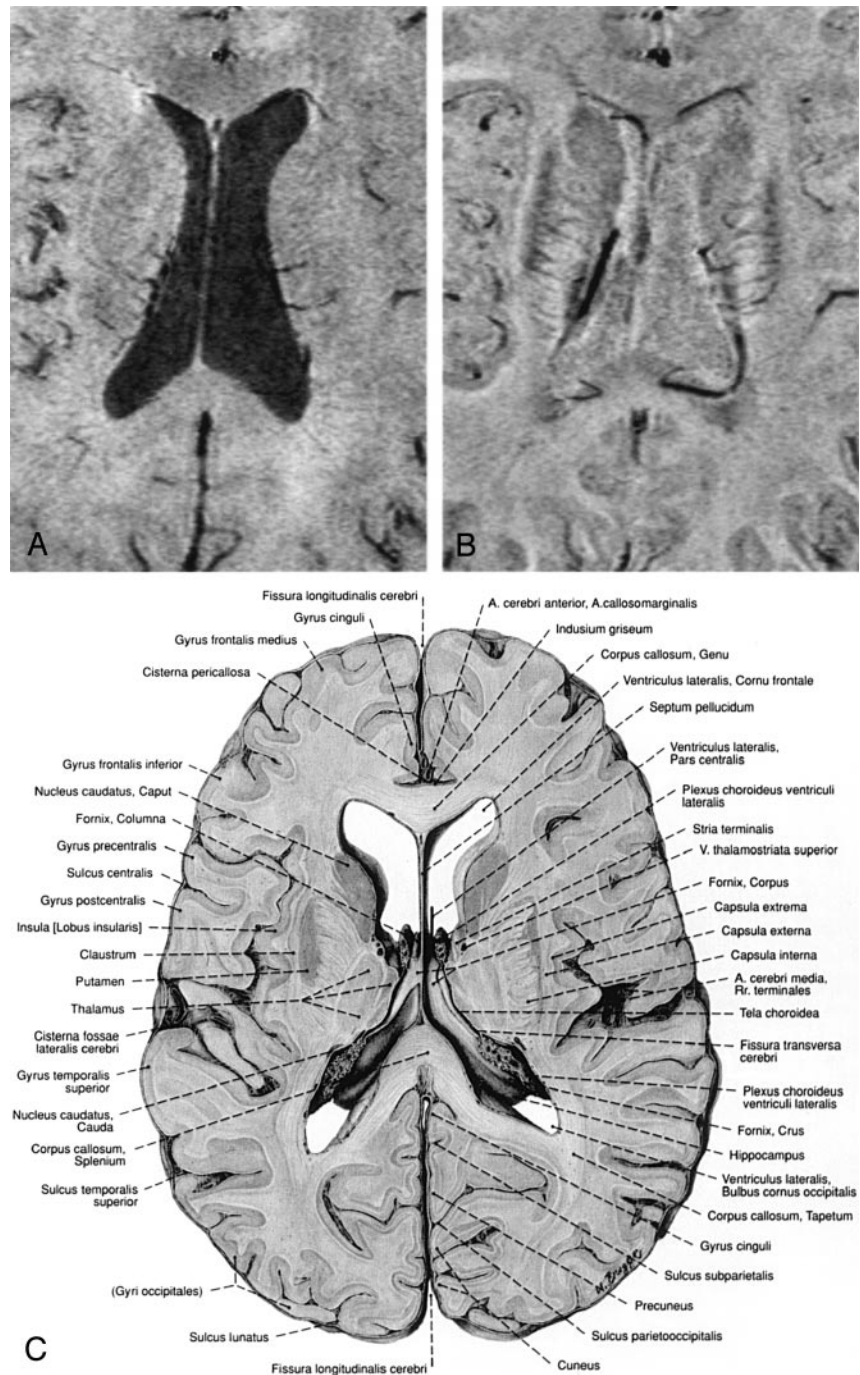 A
B
Fissura longitudinalis cerebri
Gyrus cinguli
Gyrus frontalis medius
Cisterna pericallosa
Gyrus frontalis inferior
Nucleus caudatus, Caput
Fornix, Columna
Gyrus precentralis
Sulcus centralis
Gyrus postcentralis
Insula [Lobus insularis]
Claustrum
Putamen
Thalamus
Cisterna fossae
lateralis cerebri
Gyrus temporalis
superior
Nucleus caudatus,
Cauda
Corpus callosum,
Splenium
Sulcus temporalis
superior
(Gyri occipitales)
Sulcus lunatus
Fissura longitudinalis cerebri
A. cerebri anterior, A.callosomarginalis
Indusium griseum
Corpus callosum, Genu
Ventriculus lateralis, Cornu frontale
Septum pellucidum
Ventriculus lateralis,
Pars centralis
Plexus choroideus ventriculi
lateralis
Stria terminalis
V. thalamostriata superior
Fornix, Corpus
Capsula extrema
Capsula externa
Capsula interna
A. cerebri media,
Rr. terminales
Tela choroidea
Fissura transversa
cerebri
Plexus choroideus
ventriculi lateralis
Fornix, Crus
Hippocampus
Ventriculus lateralis,
Bulbus cornus occipitalis
Corpus callosum, Tapetum
Gyrus cinguli
Sulcus subparietalis
Precuneus
Sulcus parietooccipitalis
Cuneus
C